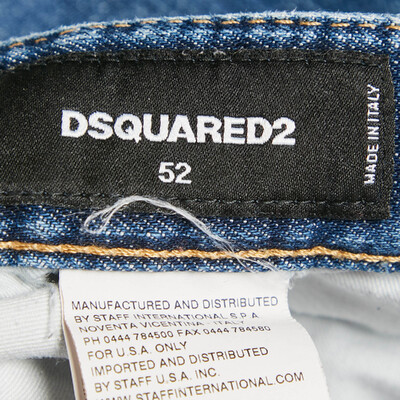 DSQUARED2
52
MADE IN ITALY
MANUFACTURED AND DISTRIBUTED
BY STAFF INTERNATIONAL S.P.A
NOVENTA VICENTINA - ITALY
PH 0444 784500 FAX 0444 784580
FOR U.S.A. ONLY
IMPORTED AND DISTRIBUTED
BY STAFF U.S.A. INC.
WWW.STAFFINTERNATIONAL.COM